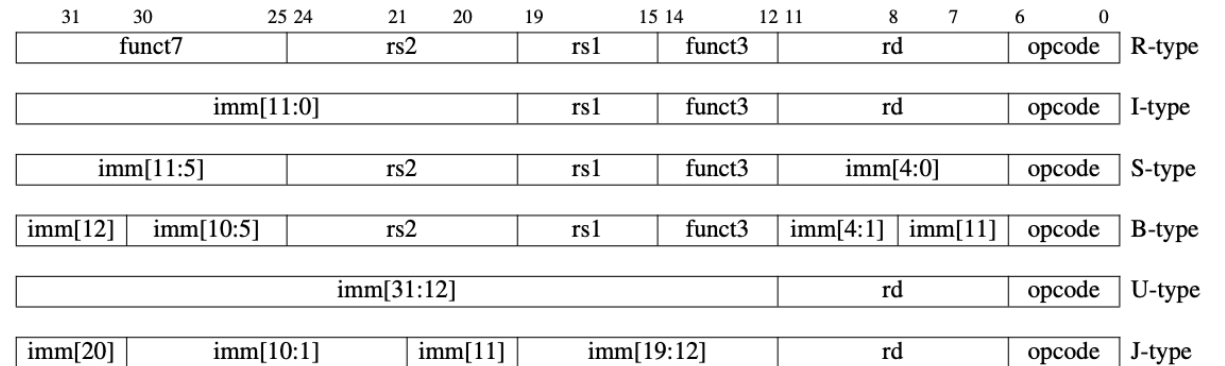 31 30 25 24 21 20 19 15 14 12 11 8 7 6 0
funct7 rs2 rs1 funct3 rd opcode R-type
imm[11:0] rs1 funct3 rd opcode I-type
imm[11:5] rs2 rs1 funct3 imm[4:0] opcode S-type
imm[12] imm[10:5] rs2 rs1 funct3 imm[4:1] imm[11] opcode B-type
imm[31:12] rd opcode U-type
imm[20] imm[10:1] imm[11] imm[19:12] rd opcode J-type